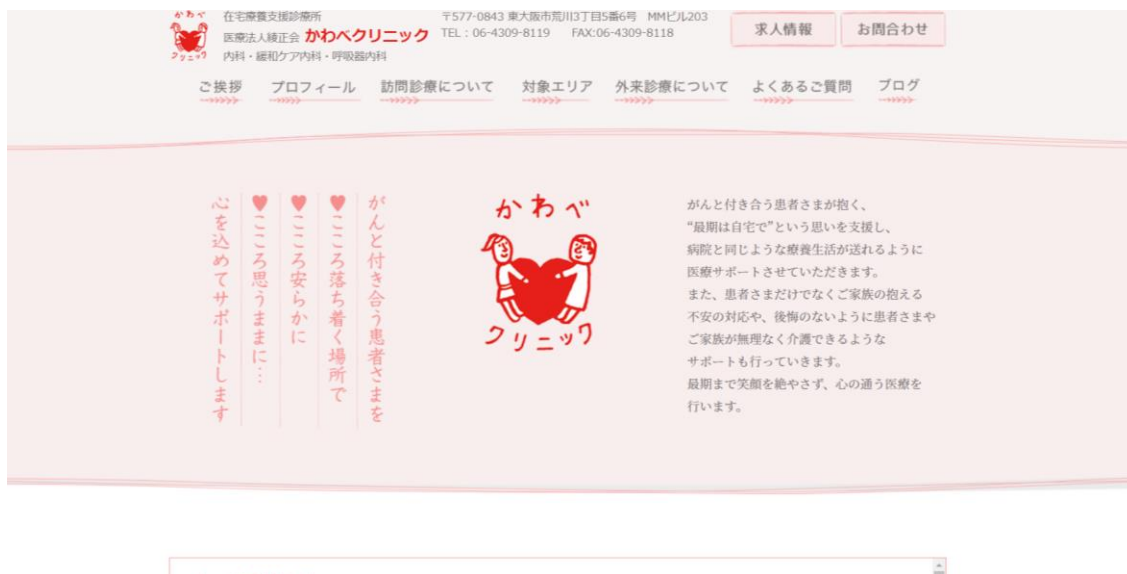 かわべ
クリニック
在宅療養支援診療所
医療法人綾正会 かわべクリニック
内科・緩和ケア内科・呼吸器内科
〒577-0843 東大阪市荒川3丁目5番6号 MMビル203
TEL：06-4309-8119 FAX:06-4309-8118
求人情報
お問合わせ
ご挨拶 プロフィール 訪問診療について 対象エリア 外来診療について よくあるご質問 ブログ
がんと付き合う患者さまを
♥こころ落ち着く場所で
♥こころ安らかに
♥こころ思うままに…
心を込めてサポートします
かわべ
クリニック
がんと付き合う患者さまが抱く、
“最期は自宅で”という思いを支援し、
病院と同じような療養生活が送れるように
医療サポートさせていただきます。
また、患者さまだけでなくご家族の抱える
不安の対応や、後悔のないように患者さまや
ご家族が無理なく介護できるような
サポートも行っていきます。
最期まで笑顔を絶やさず、心の通う医療を
行います。